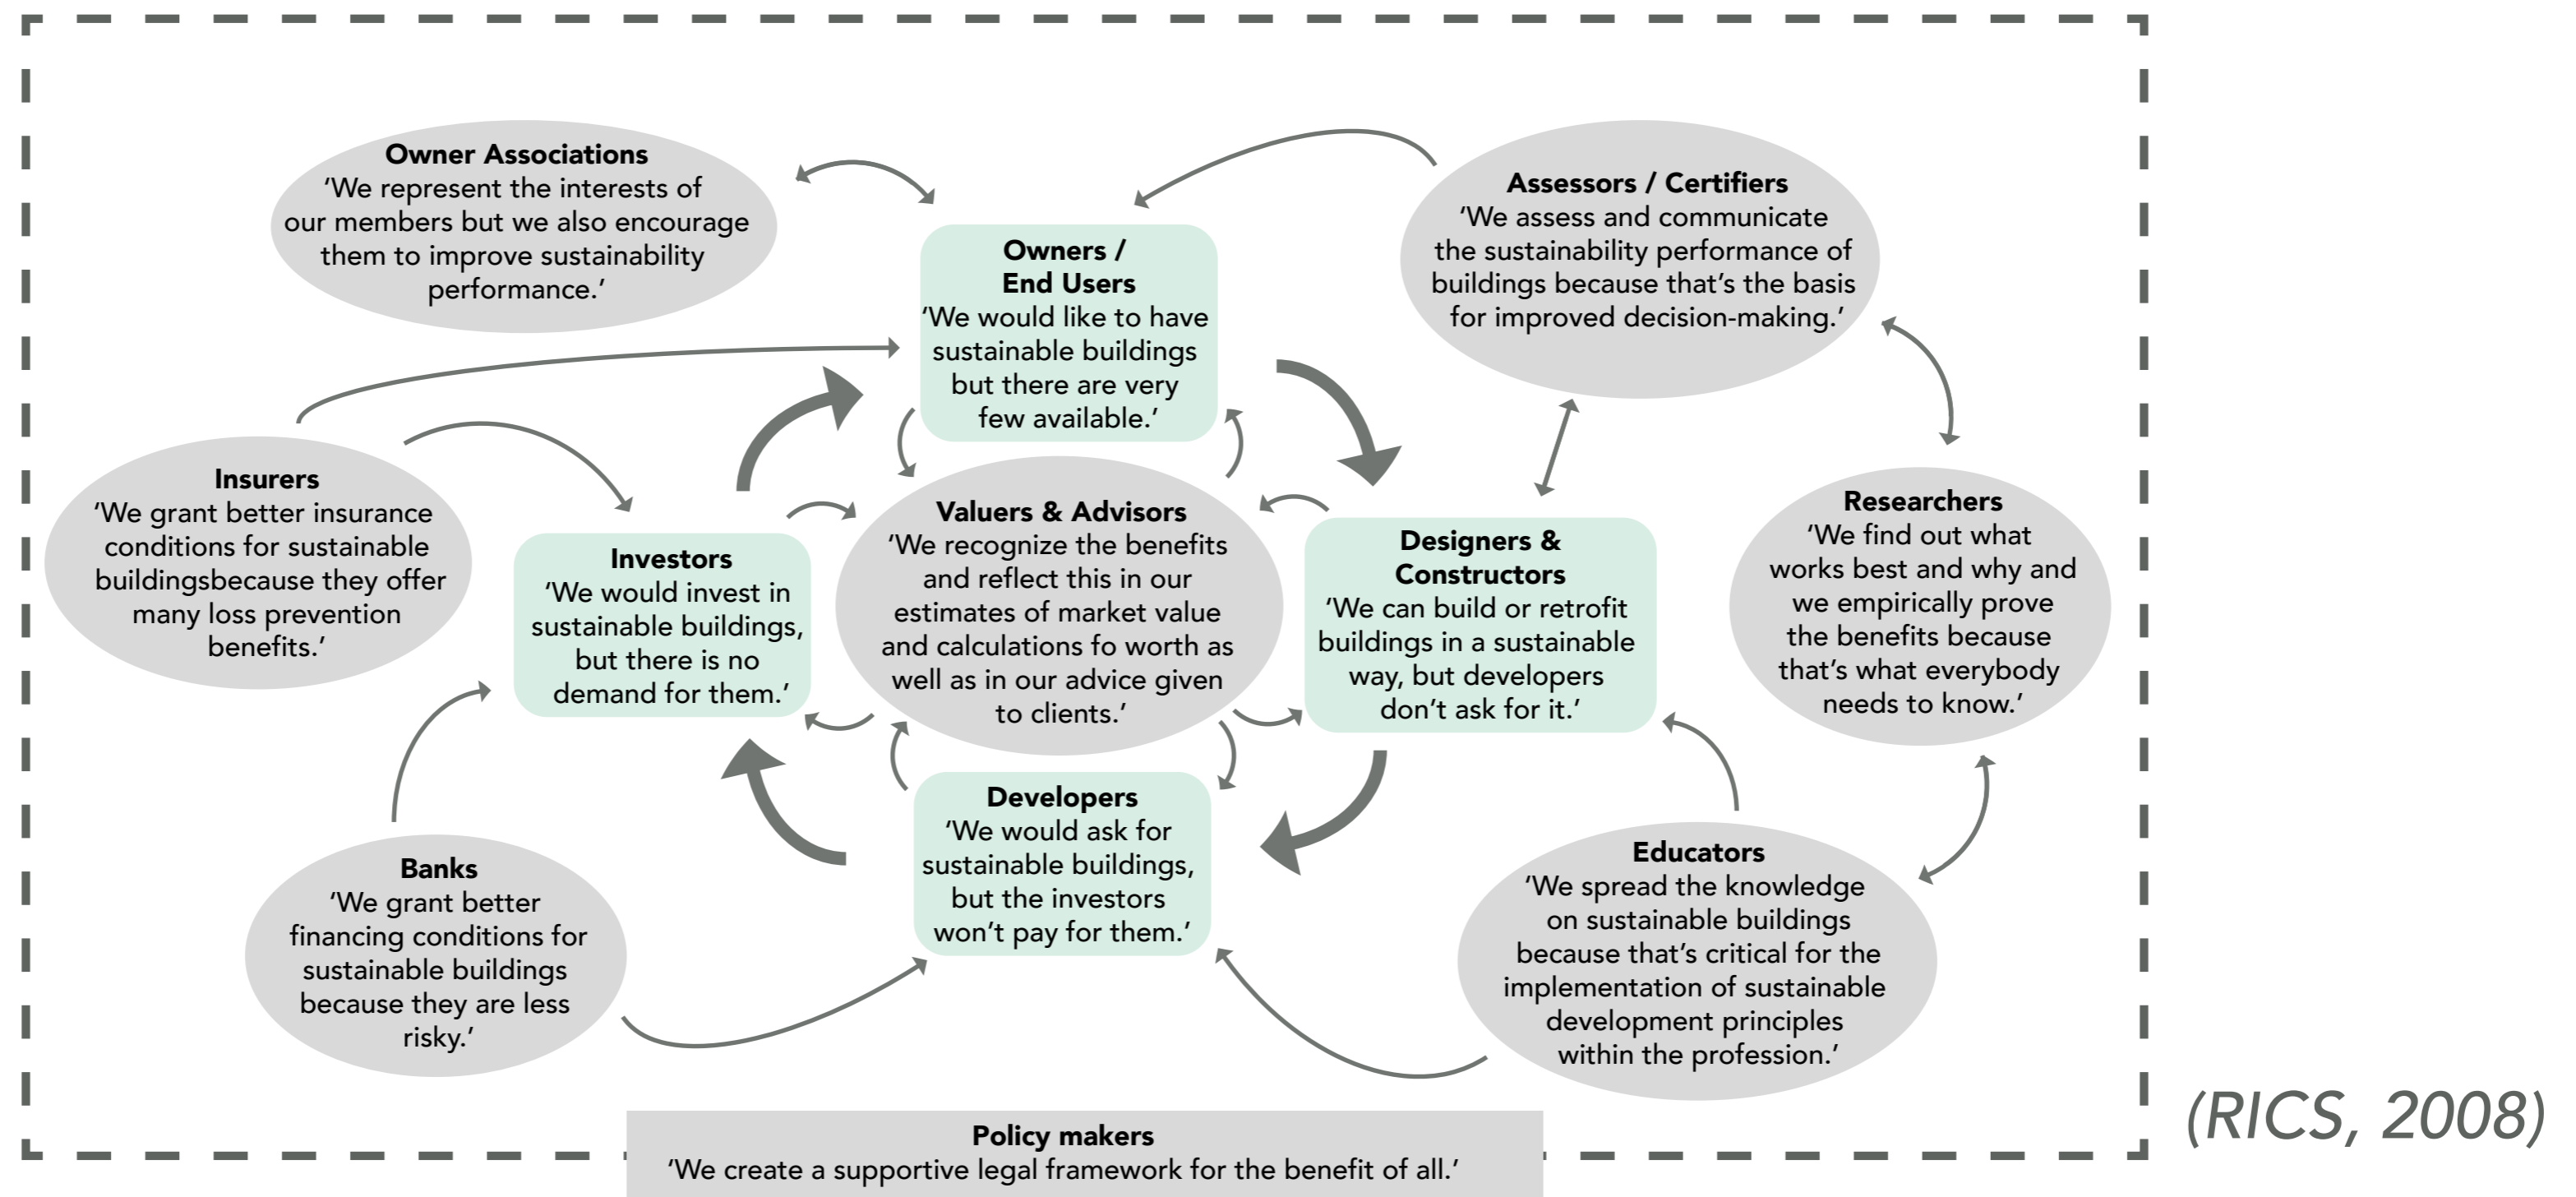 Owner Associations
‘We represent the interests of
our members but we also encourage
them to improve sustainability
performance.’
Assessors / Certifiers
‘We assess and communicate
the sustainability performance of
buildings because that’s the basis
for improved decision-making.’
Owners /
End Users
‘We would like to have
sustainable buildings
but there are very
few available.’
Insurers
‘We grant better insurance
conditions for sustainable
buildingsbecause they offer
many loss prevention
benefits.’
Investors
‘We would invest in
sustainable buildings,
but there is no
demand for them.’
Valuers & Advisors
‘We recognize the benefits
and reflect this in our
estimates of market value
and calculations fo worth as
well as in our advice given
to clients.’
Designers &
Constructors
‘We can build or retrofit
buildings in a sustainable
way, but developers
don’t ask for it.’
Researchers
‘We find out what
works best and why and
we empirically prove
the benefits because
that’s what everybody
needs to know.’
Banks
‘We grant better
financing conditions for
sustainable buildings
because they are less
risky.’
Developers
‘We would ask for
sustainable buildings,
but the investors
won’t pay for them.’
Educators
‘We spread the knowledge
on sustainable buildings
because that’s critical for the
implementation of sustainable
development principles
within the profession.’
Policy makers
‘We create a supportive legal framework for the benefit of all.’
(RICS, 2008)